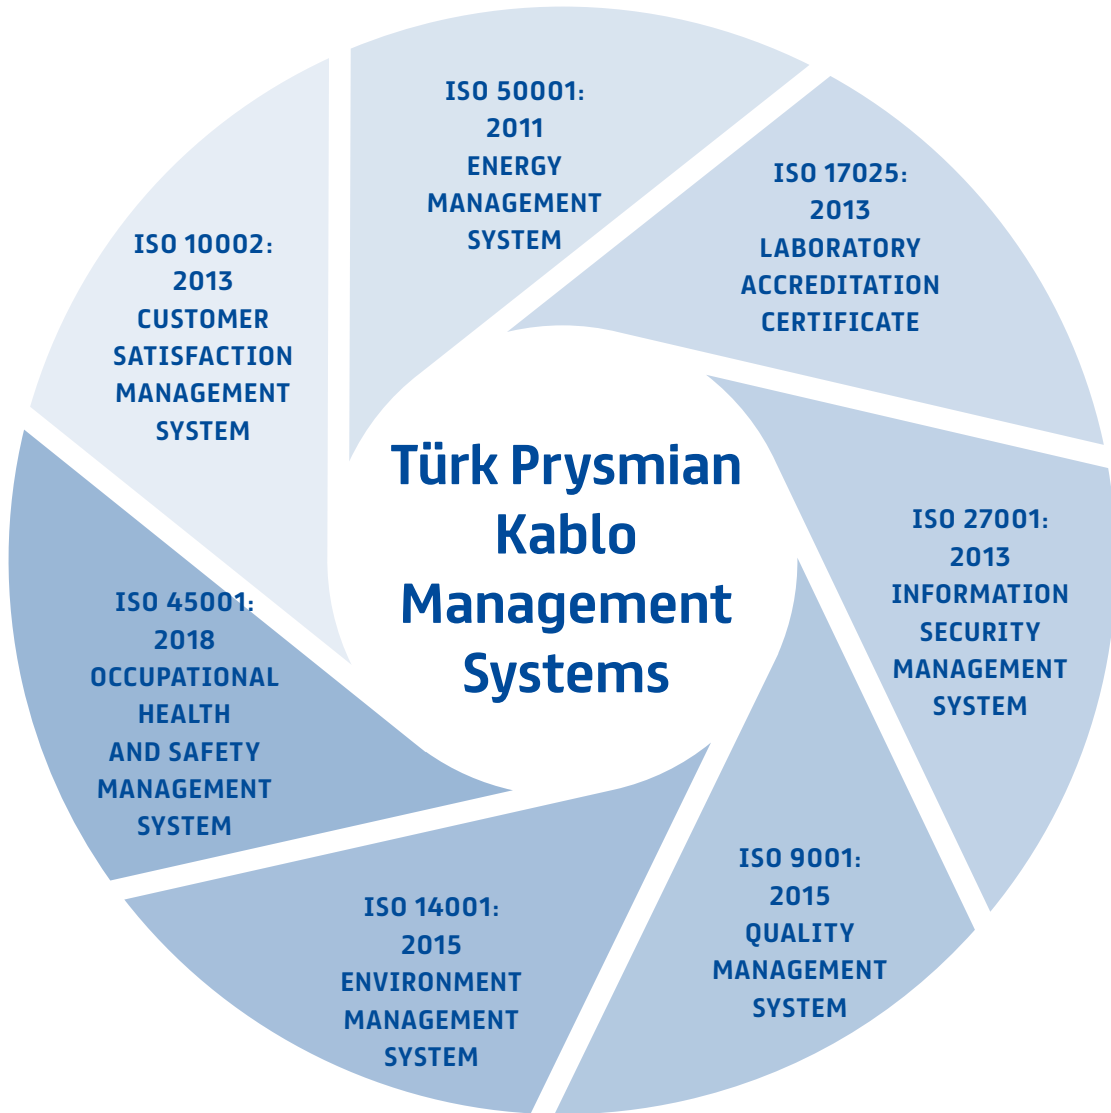 ISO 50001:
2011
ENERGY
MANAGEMENT
SYSTEM
ISO 17025:
2013
LABORATORY
ACCREDITATION
CERTIFICATE
ISO 27001:
2013
INFORMATION
SECURITY
MANAGEMENT
SYSTEM
ISO 9001:
2015
QUALITY
MANAGEMENT
SYSTEM
ISO 14001:
2015
ENVIRONMENT
MANAGEMENT
SYSTEM
ISO 45001:
2018
OCCUPATIONAL
HEALTH
AND SAFETY
MANAGEMENT
SYSTEM
ISO 10002:
2013
CUSTOMER
SATISFACTION
MANAGEMENT
SYSTEM
Türk Prysmian
Kablo
Management
Systems